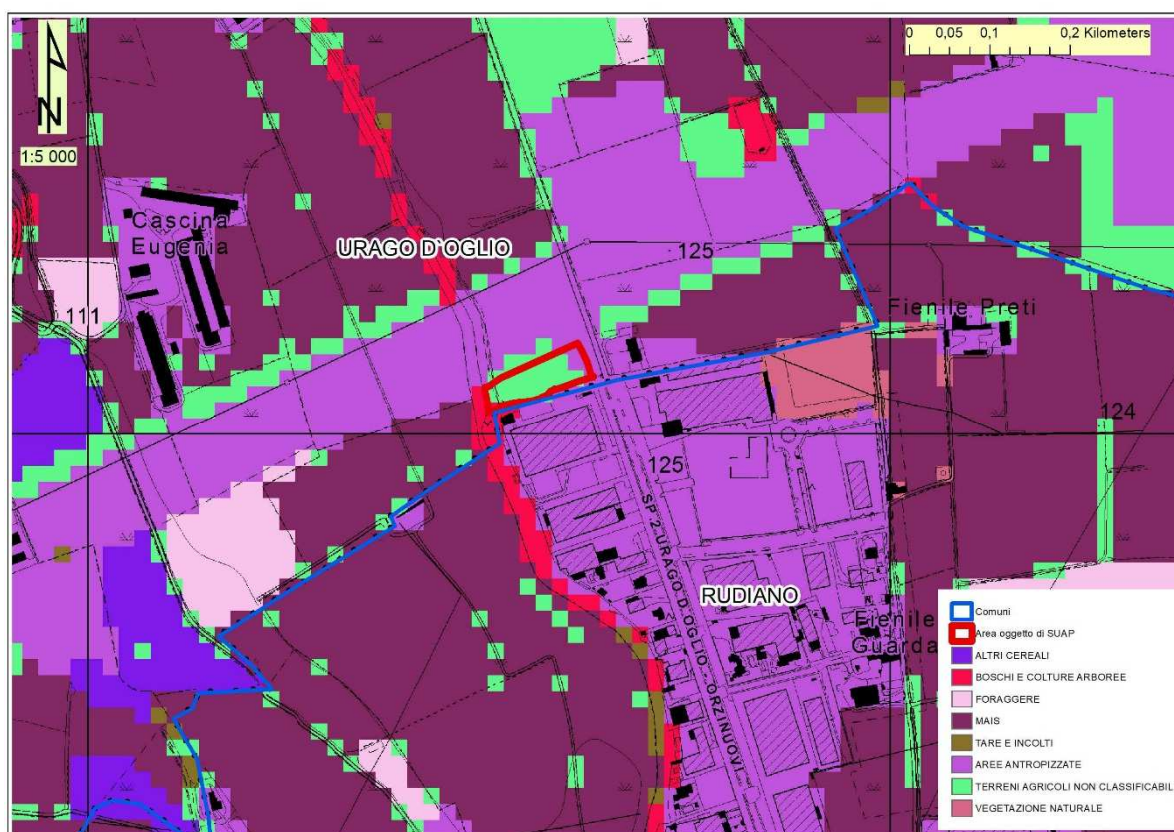 0 0,05 0,1 0,2 Kilometers
1:5 000
Cascina
Eugenia
URAGO D'OGLIO
125
111
Fienile Preti
124
125
SP 2 URAGO D'OGLIO - ORZINUOVI
RUDIANO
Fienile
Guarda
Comuni
Area oggetto di SUAP
ALTRI CEREALI
BOSCHI E COLTURE ARBOREE
FORAGGERE
MAIS
TARE E INCOLTI
AREE ANTROPIZZATE
TERRENI AGRICOLI NON CLASSIFICABIL
VEGETAZIONE NATURALE